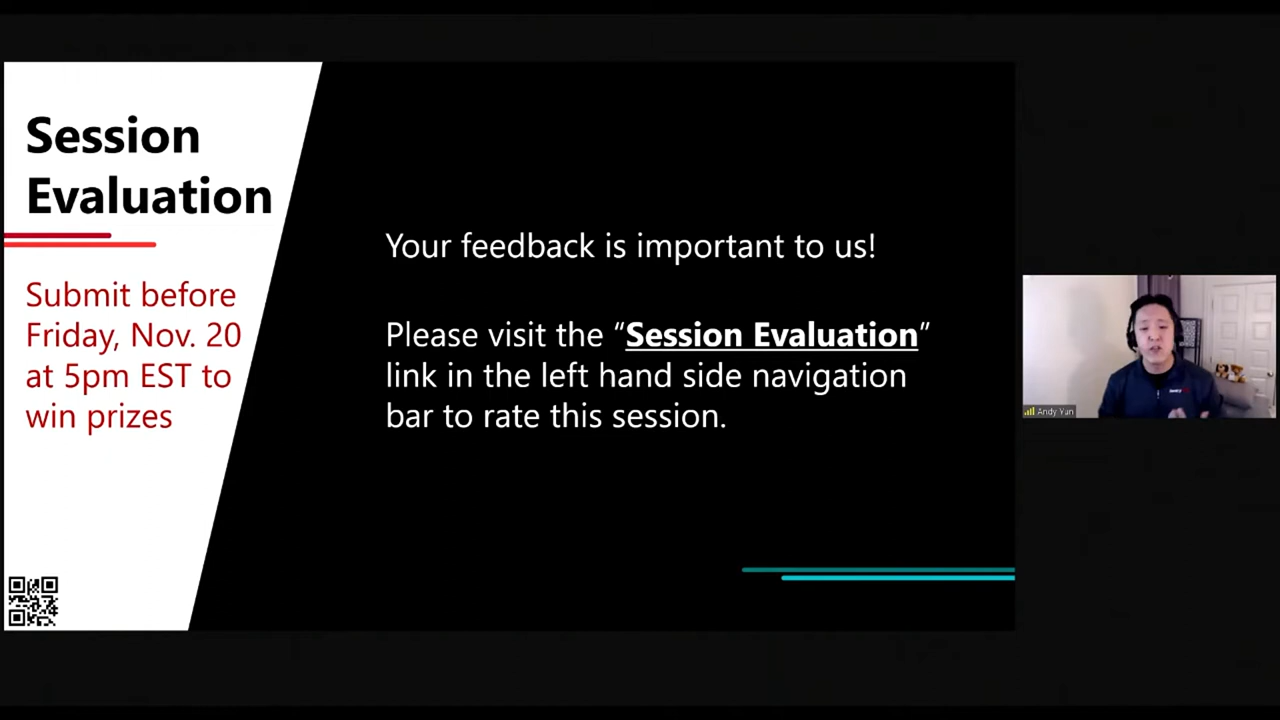 Session
Evaluation
Submit before
Friday, Nov. 20
at 5pm EST to
win prizes
Your feedback is important to us!
Please visit the “Session Evaluation”
link in the left hand side navigation
bar to rate this session.
Andy Yun